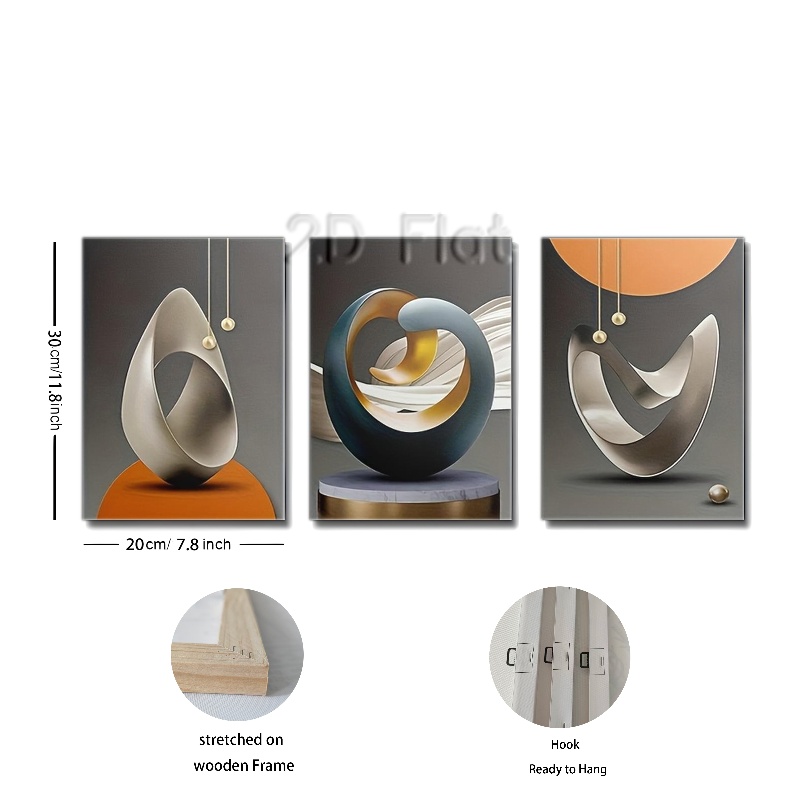 2D Flat
30cm/11.8inch
20cm/ 7.8 inch
stretched on
wooden Frame
Hook
Ready to Hang